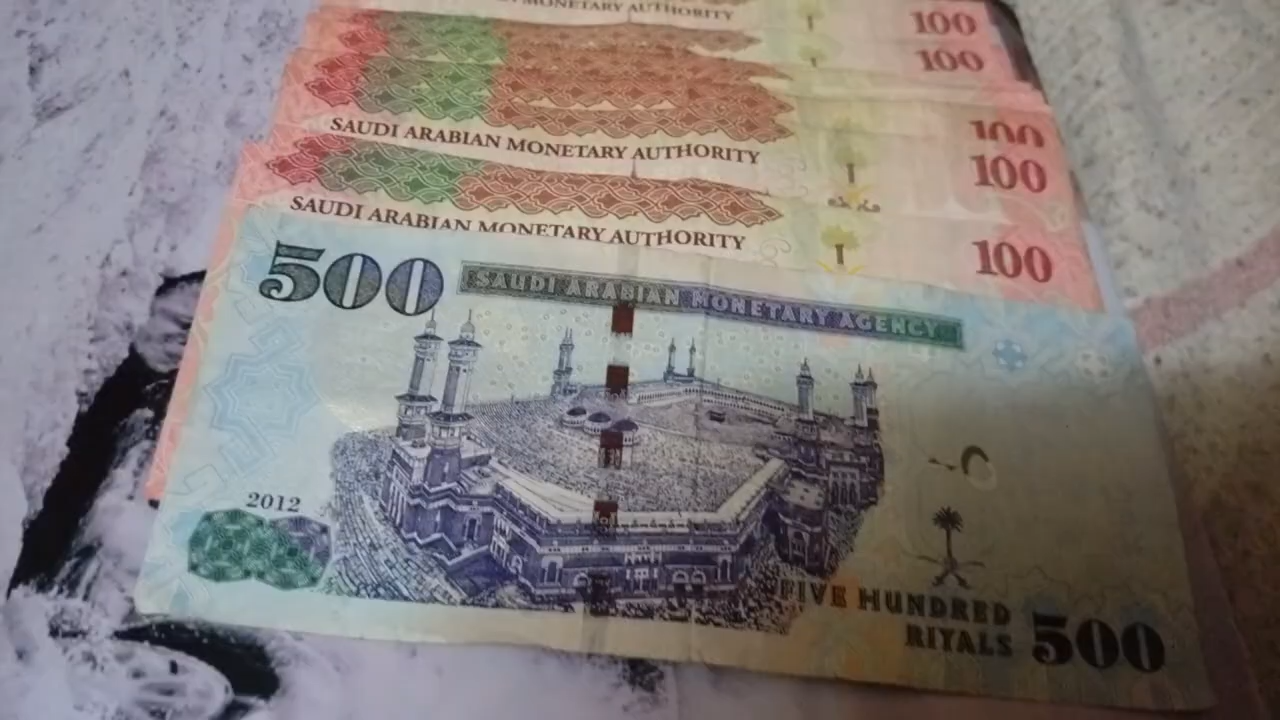 MONETARY AUTHORITY
100
100
100
SAUDI ARABIAN MONETARY AUTHORITY
100
SAUDI ARABIAN MONETARY AUTHORITY
100
500
SAUDI ARABIAN MONETARY AGENCY
2012
FIVE HUNDRED
RIYALS
500